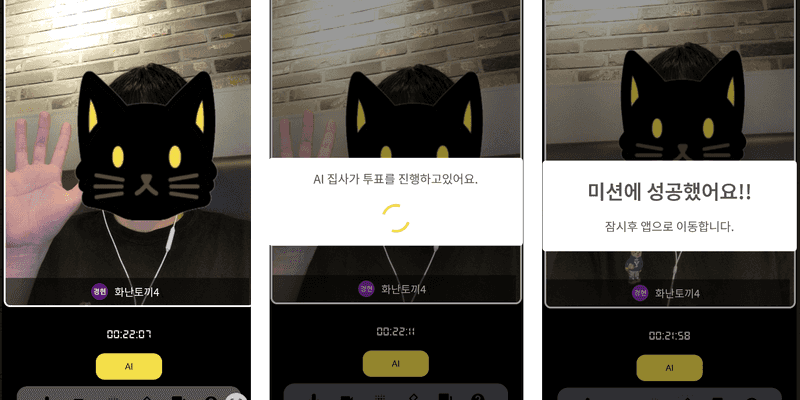 경현 화난토끼4
00:22:07
AI
AI 집사가 투표를 진행하고있어요.
경현 화난토끼4
00:22:11
AI
미션에 성공했어요!!
잠시후 앱으로 이동합니다.
경현 화난토끼4
00:21:58
AI